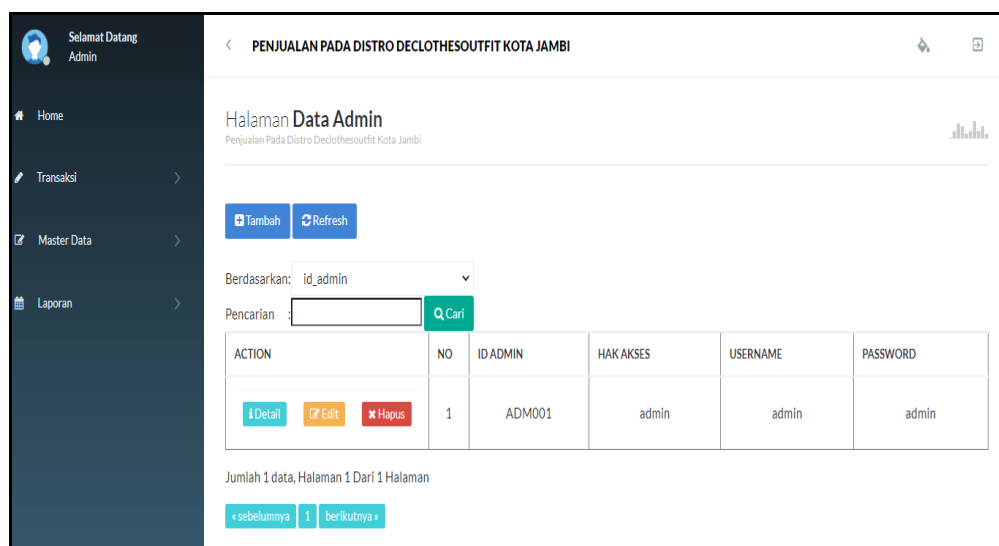 Selamat Datang
Admin
PENJUALAN PADA DISTRO DECLOTHESOUTFIT KOTA JAMBI
Home
Transaksi
Master Data
Laporan
Halaman Data Admin
Penjualan Pada Distro Declothesoutfit Kota Jambi
Tambah Refresh
Berdasarkan: id_admin
Pencarian : Cari
ACTION NO ID ADMIN HAK AKSES USERNAME PASSWORD
Detail Edit Hapus 1 ADM001 admin admin admin
Jumlah 1 data, Halaman 1 Dari 1 Halaman
« sebelumnya 1 berikutnya »